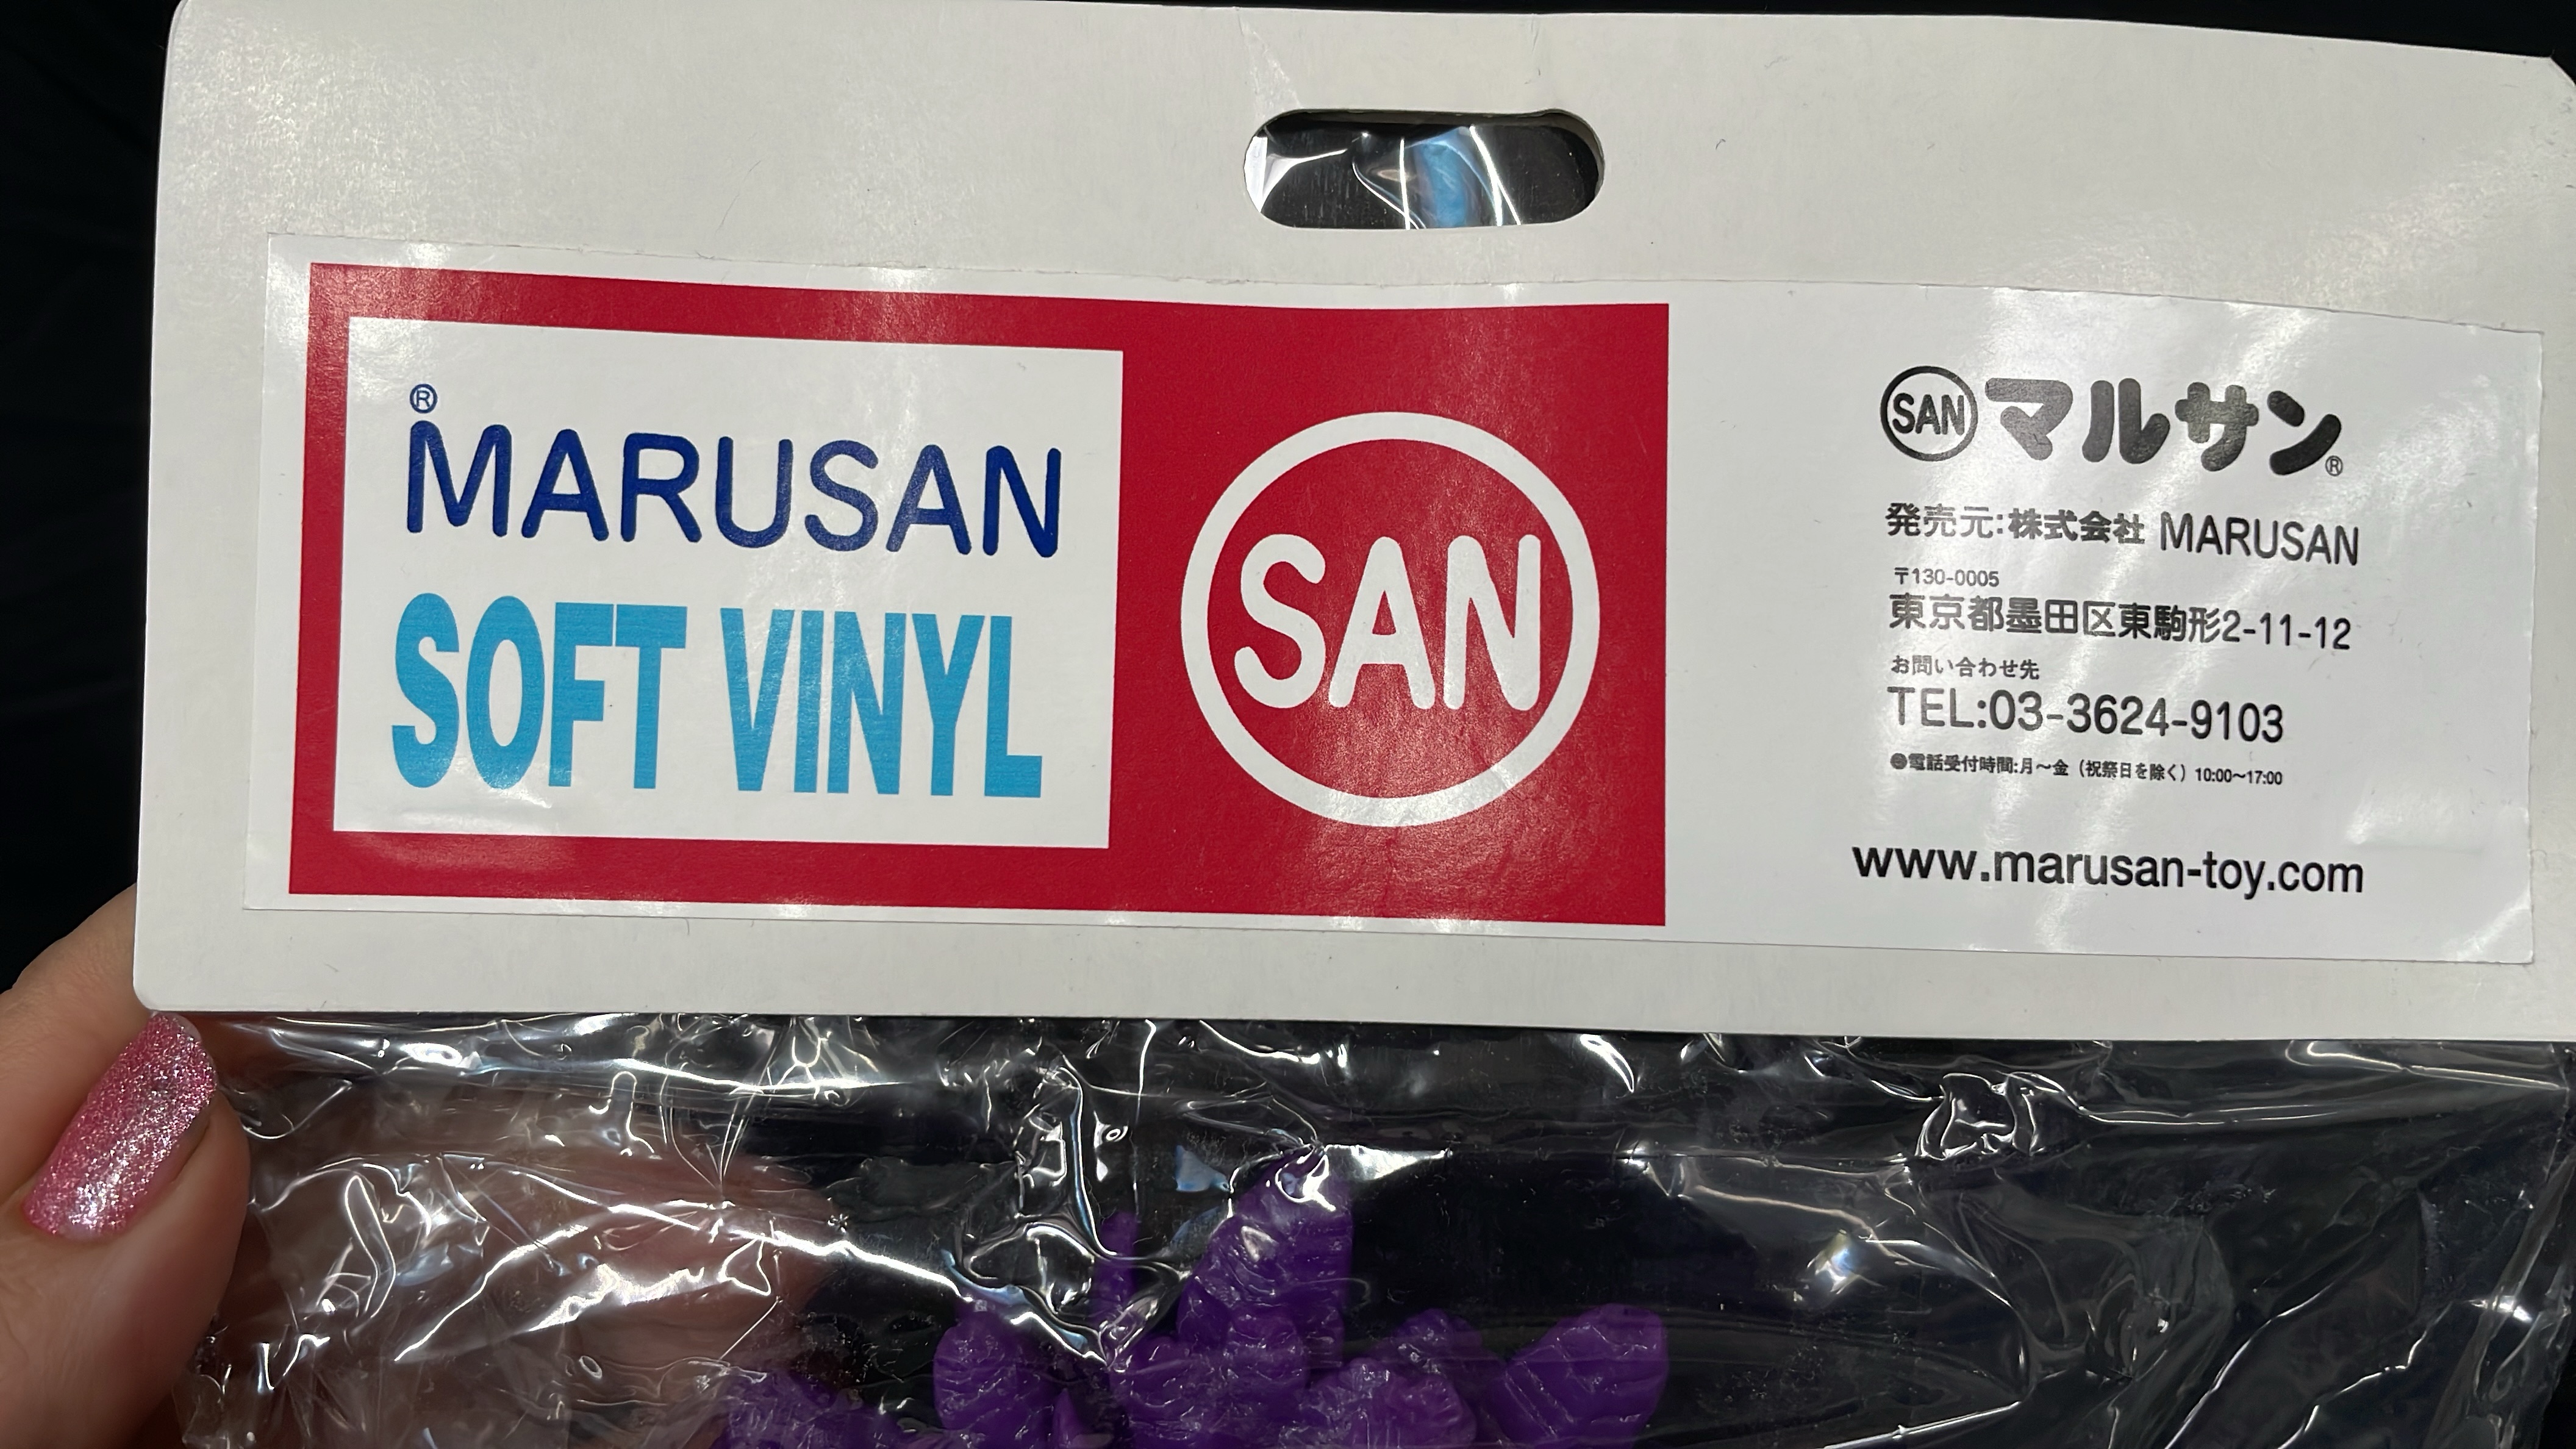 ®
MARUSAN
SOFT VINYL
SAN
SAN マルサン®
発売元:株式会社 MARUSAN
〒130-0005
東京都墨田区東駒形2-11-12
お問い合わせ先
TEL:03-3624-9103
●電話受付時間:月〜金（祝祭日を除く）10:00〜17:00
www.marusan-toy.com